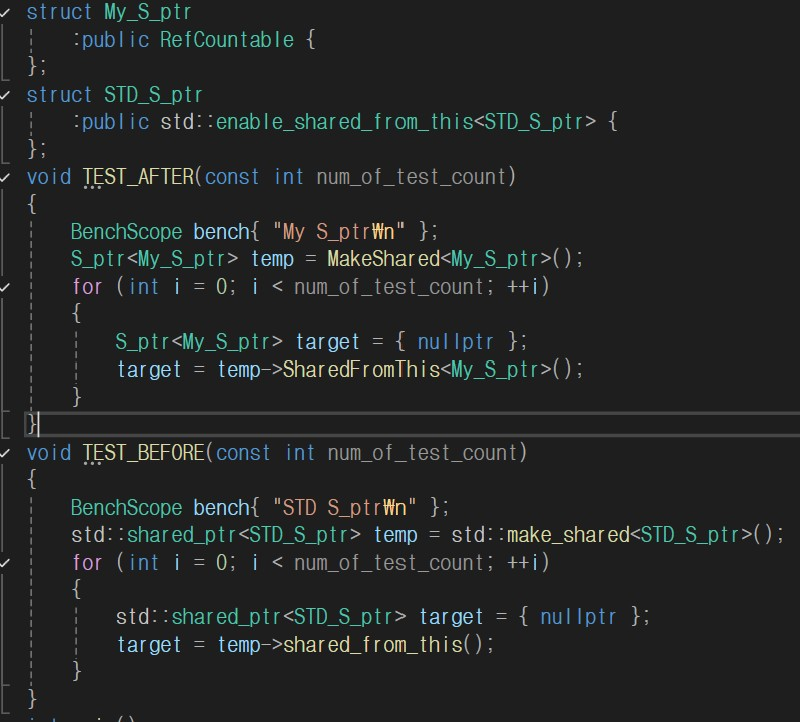 struct My_S_ptr
:public RefCountable {
};
struct STD_S_ptr
:public std::enable_shared_from_this<STD_S_ptr> {
};
void TEST_AFTER(const int num_of_test_count)
{
BenchScope bench{ "My S_ptr₩n" };
S_ptr<My_S_ptr> temp = MakeShared<My_S_ptr>();
for (int i = 0; i < num_of_test_count; ++i)
{
S_ptr<My_S_ptr> target = { nullptr };
target = temp->SharedFromThis<My_S_ptr>();
}
}
void TEST_BEFORE(const int num_of_test_count)
{
BenchScope bench{ "STD S_ptr₩n" };
std::shared_ptr<STD_S_ptr> temp = std::make_shared<STD_S_ptr>();
for (int i = 0; i < num_of_test_count; ++i)
{
std::shared_ptr<STD_S_ptr> target = { nullptr };
target = temp->shared_from_this();
}
}